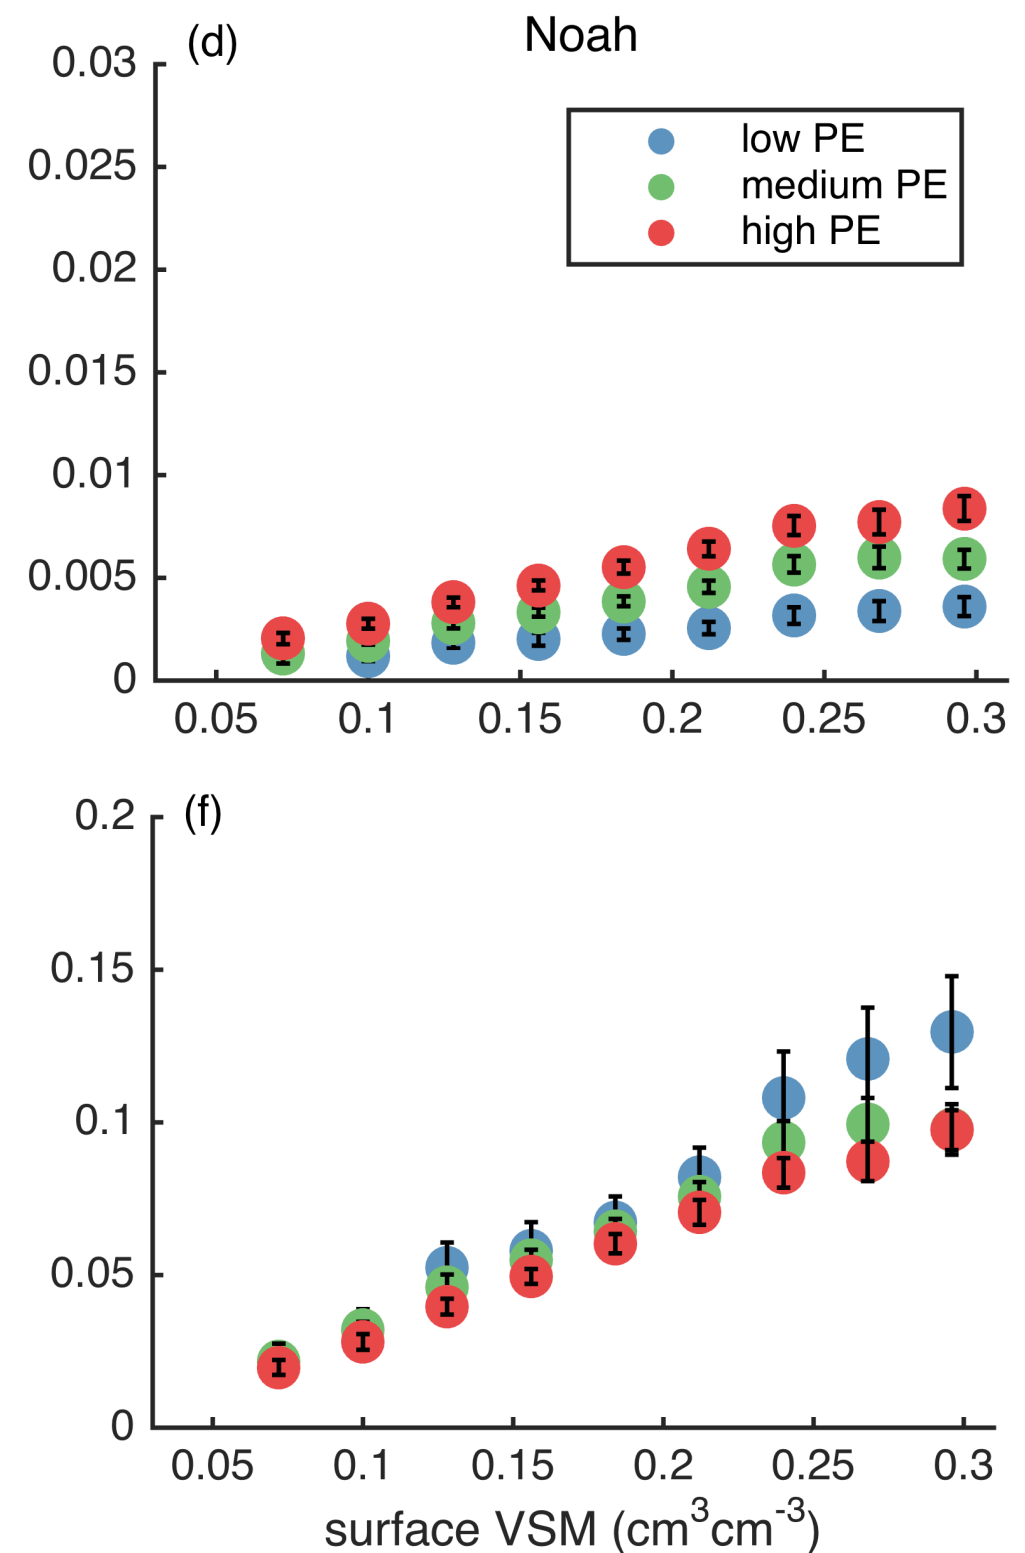 (d) Noah
0.03
low PE
medium PE
high PE
0.025
0.02
0.015
0.01
0.005
0
0.05 0.1 0.15 0.2 0.25 0.3
(f)
0.2
0.15
0.1
0.05
0
0.05 0.1 0.15 0.2 0.25 0.3
surface VSM (cm³cm⁻³)